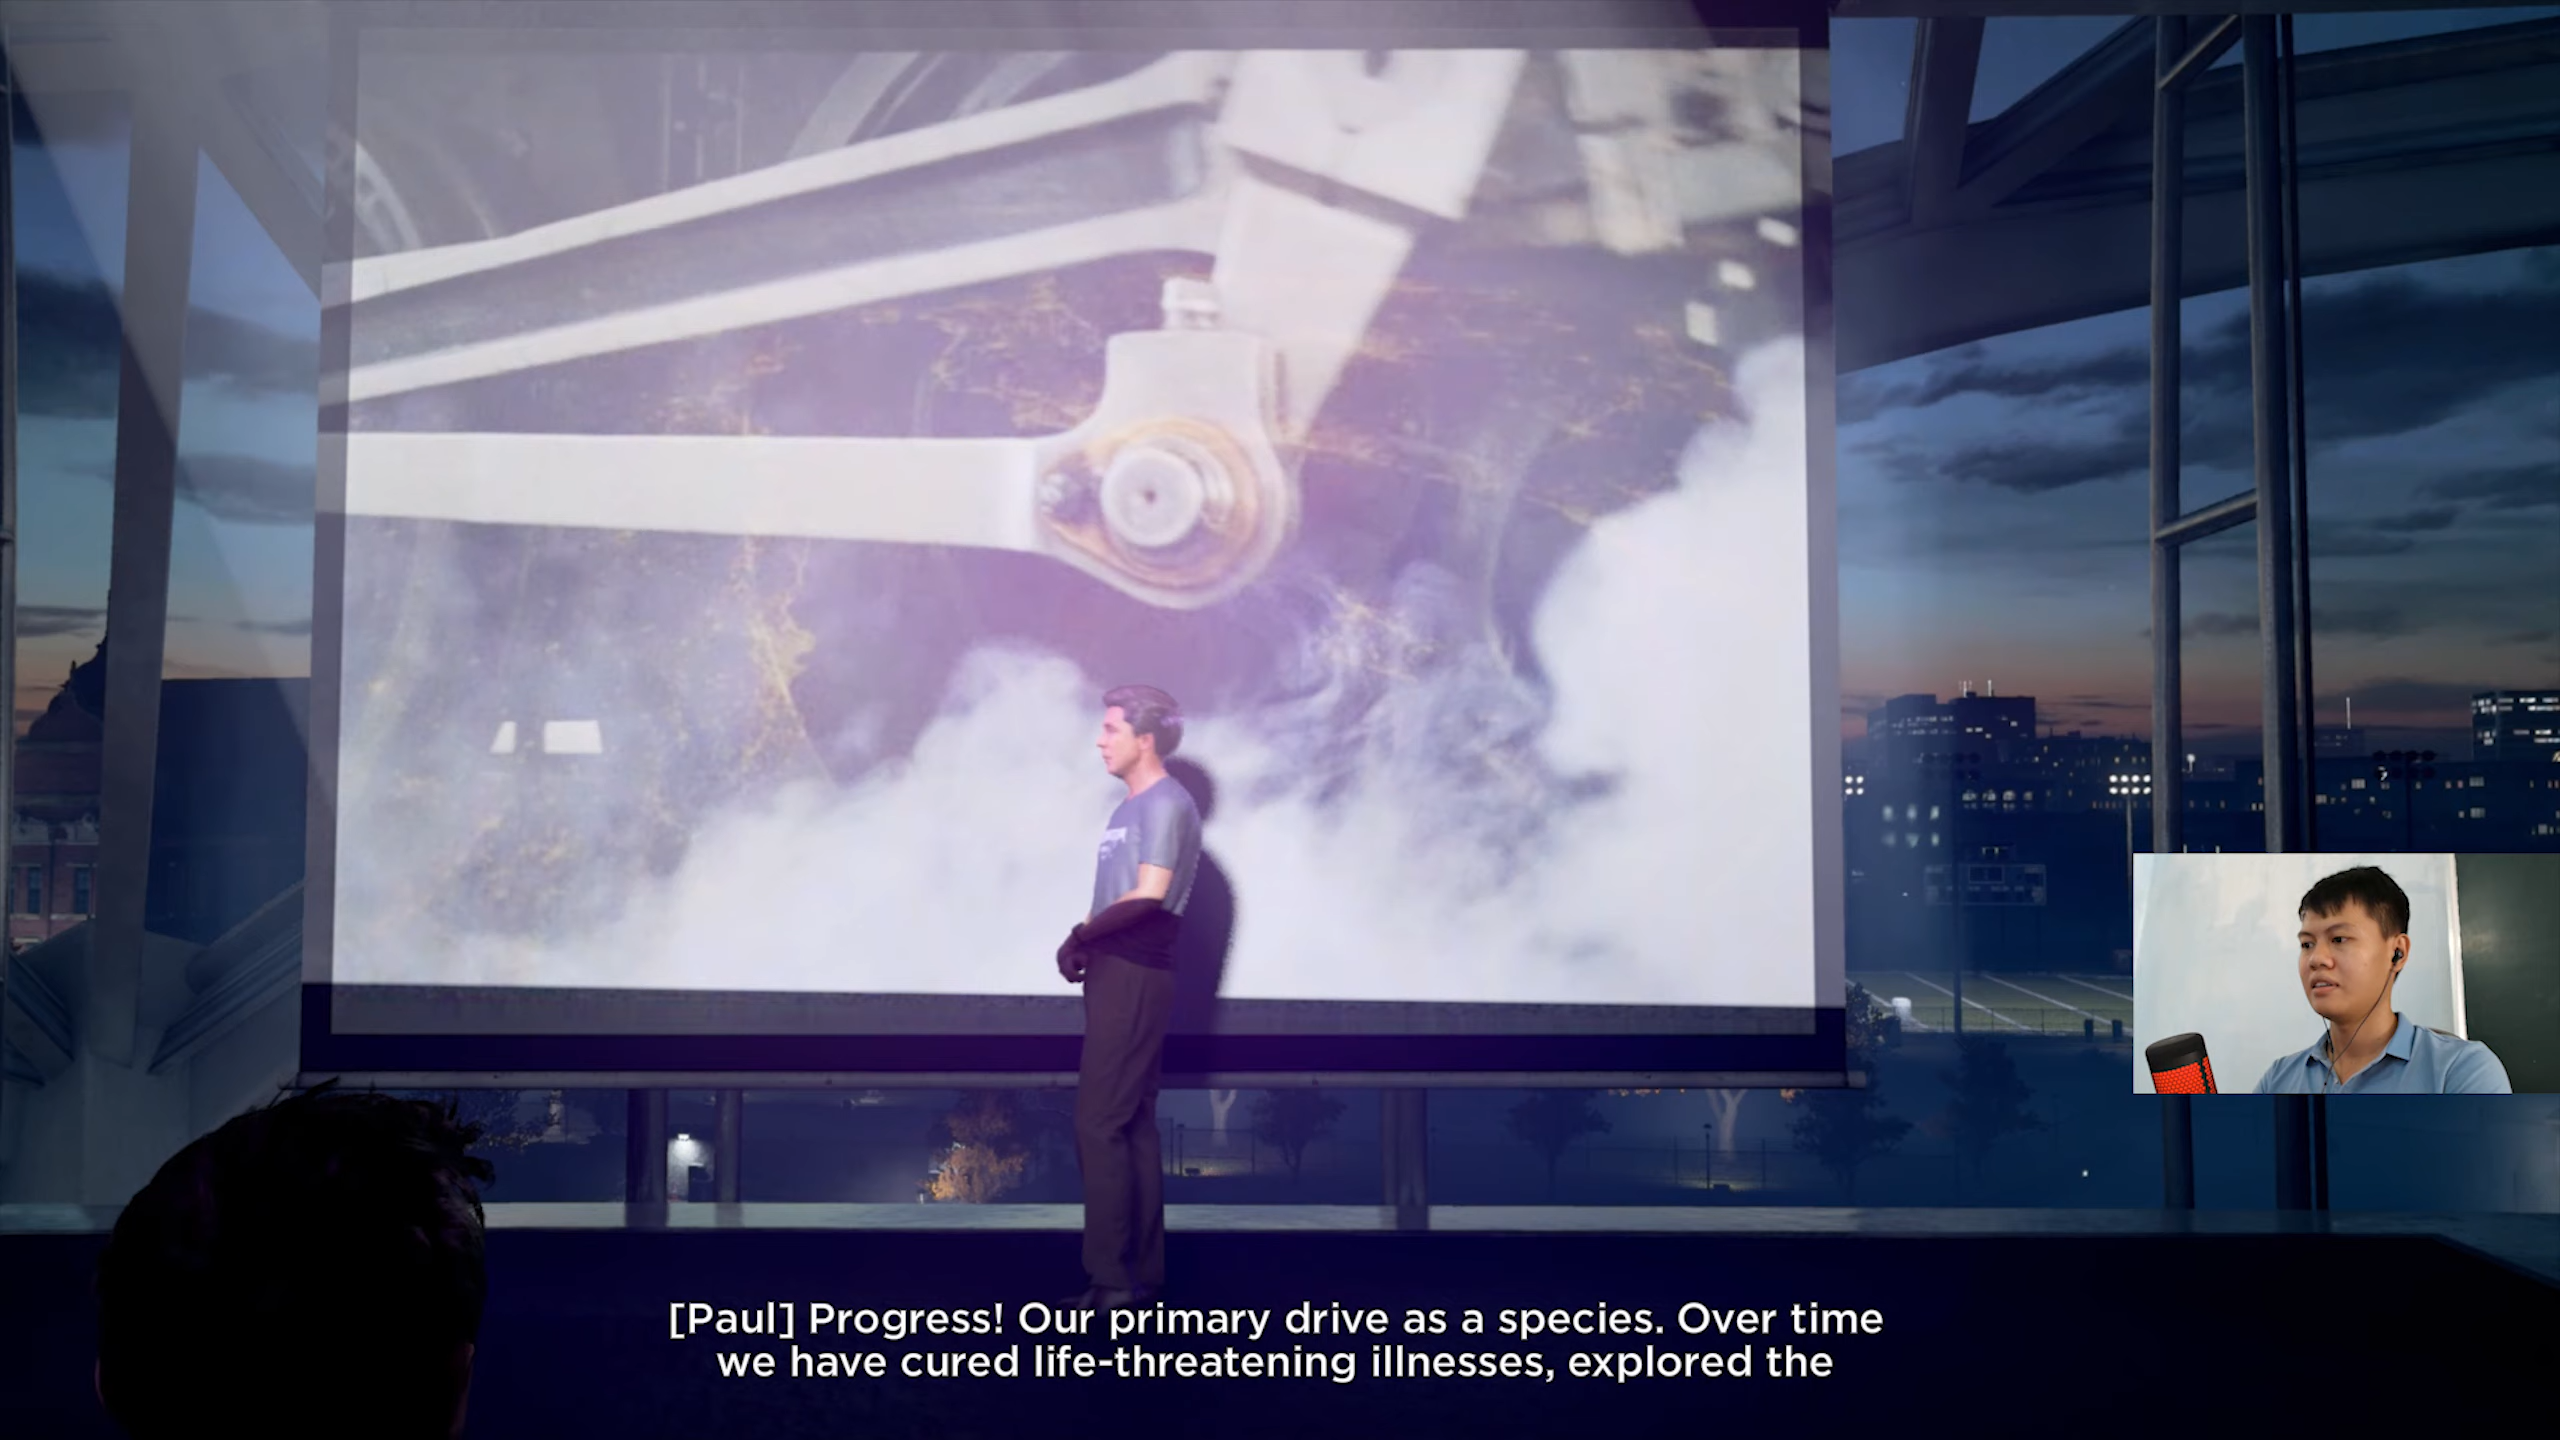 [Paul] Progress! Our primary drive as a species. Over time
we have cured life-threatening illnesses, explored the